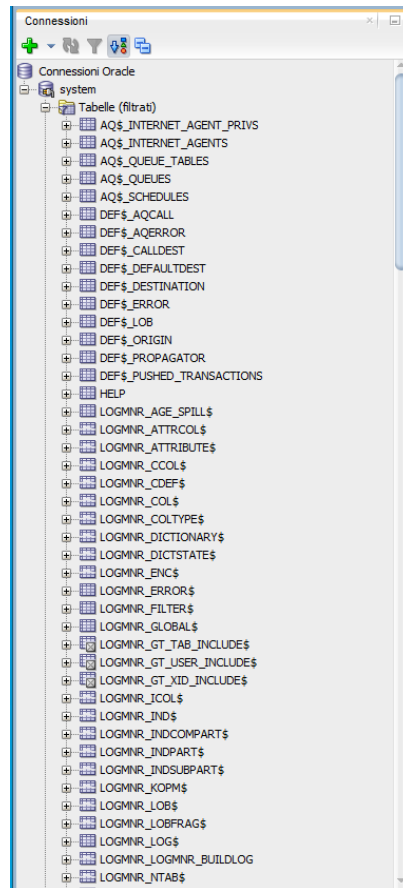 Connessioni
Connessioni Oracle
system
Tabelle (filtrati)
AQ$_INTERNET_AGENT_PRIVS
AQ$_INTERNET_AGENTS
AQ$_QUEUE_TABLES
AQ$_QUEUES
AQ$_SCHEDULES
DEF$_AQCALL
DEF$_AQERROR
DEF$_CALLDEST
DEF$_DEFAULTDEST
DEF$_DESTINATION
DEF$_ERROR
DEF$_LOB
DEF$_ORIGIN
DEF$_PROPAGATOR
DEF$_PUSHED_TRANSACTIONS
HELP
LOGMNR_AGE_SPILL$
LOGMNR_ATTRCOL$
LOGMNR_ATTRIBUTE$
LOGMNR_CCOL$
LOGMNR_CDEF$
LOGMNR_COL$
LOGMNR_COLTYPE$
LOGMNR_DICTIONARY$
LOGMNR_DICTSTATE$
LOGMNR_ENC$
LOGMNR_ERROR$
LOGMNR_FILTER$
LOGMNR_GLOBAL$
LOGMNR_GT_TAB_INCLUDE$
LOGMNR_GT_USER_INCLUDE$
LOGMNR_GT_XID_INCLUDE$
LOGMNR_ICOL$
LOGMNR_IND$
LOGMNR_INDCOMPART$
LOGMNR_INDPART$
LOGMNR_INDSUBPART$
LOGMNR_KOPM$
LOGMNR_LOB$
LOGMNR_LOBFRAG$
LOGMNR_LOG$
LOGMNR_LOGMNR_BUILDLOG
LOGMNR_NTAB$